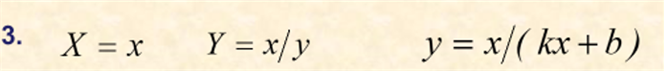 3. X = x Y = x/y y = x/( kx + b )